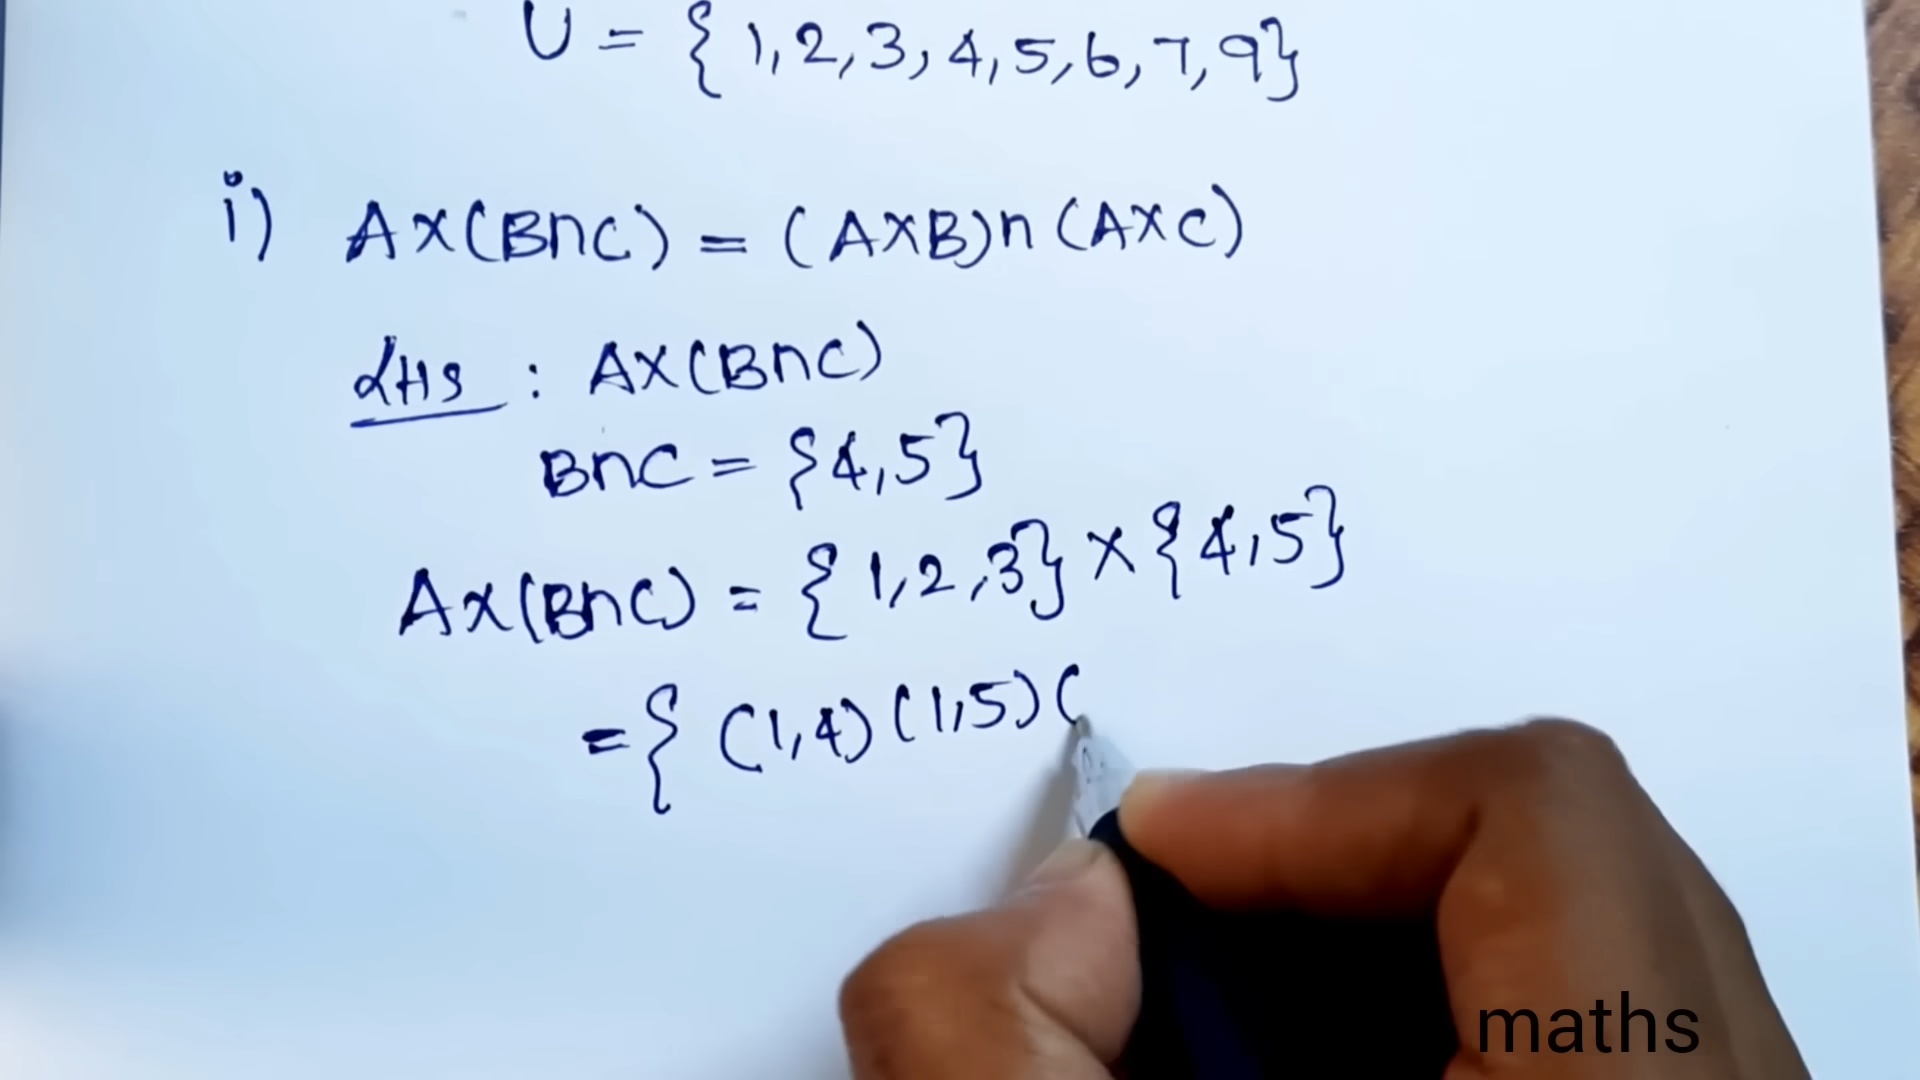 U = { 1, 2, 3, 4, 5, 6, 7, 9}
i) A×(B∩C) = (A×B)∩(A×C)
LHS : A×(B∩C)
B∩C = {4,5}
A×(B∩C) = {1,2,3} × {4,5}
= { (1,4) (1,5) (
maths